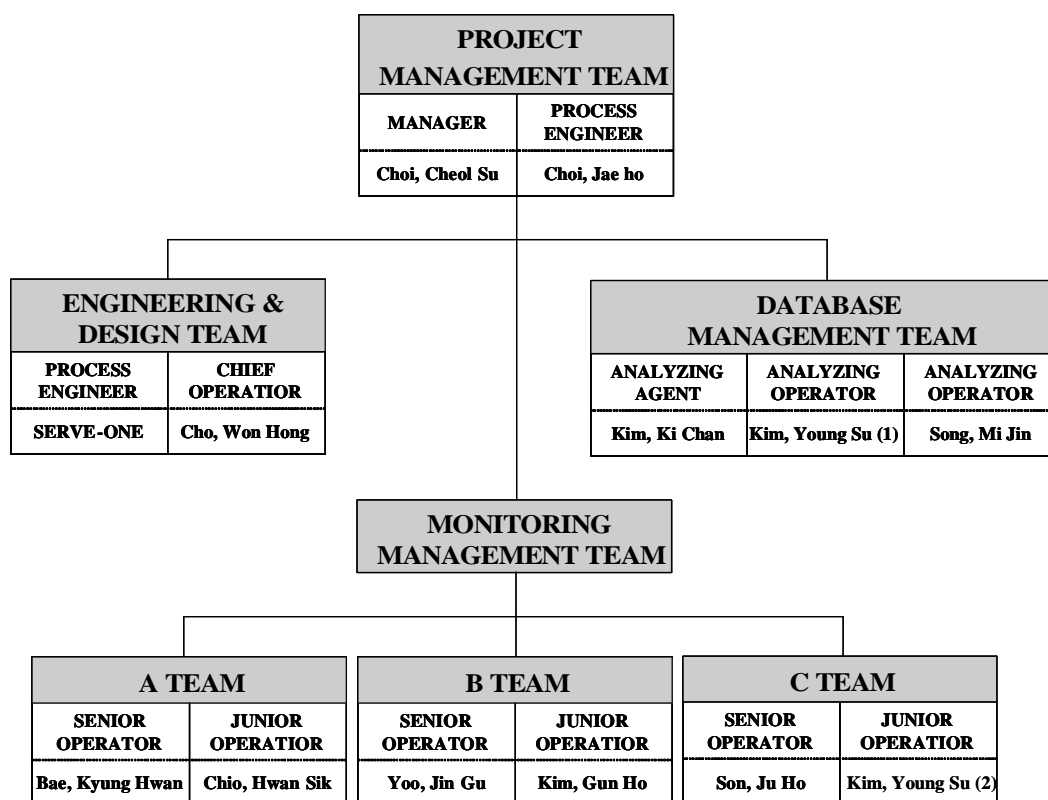 PROJECT
MANAGEMENT TEAM
MANAGER
PROCESS
ENGINEER
Choi, Cheol Su
Choi, Jae ho
ENGINEERING &
DESIGN TEAM
PROCESS
ENGINEER
CHIEF
OPERATIOR
SERVE-ONE
Cho, Won Hong
DATABASE
MANAGEMENT TEAM
ANALYZING
AGENT
ANALYZING
OPERATOR
ANALYZING
OPERATOR
Kim, Ki Chan
Kim, Young Su (1)
Song, Mi Jin
MONITORING
MANAGEMENT TEAM
A TEAM
SENIOR
OPERATOR
JUNIOR
OPERATIOR
Bae, Kyung Hwan
Chio, Hwan Sik
B TEAM
SENIOR
OPERATOR
JUNIOR
OPERATIOR
Yoo, Jin Gu
Kim, Gun Ho
C TEAM
SENIOR
OPERATOR
JUNIOR
OPERATIOR
Son, Ju Ho
Kim, Young Su (2)